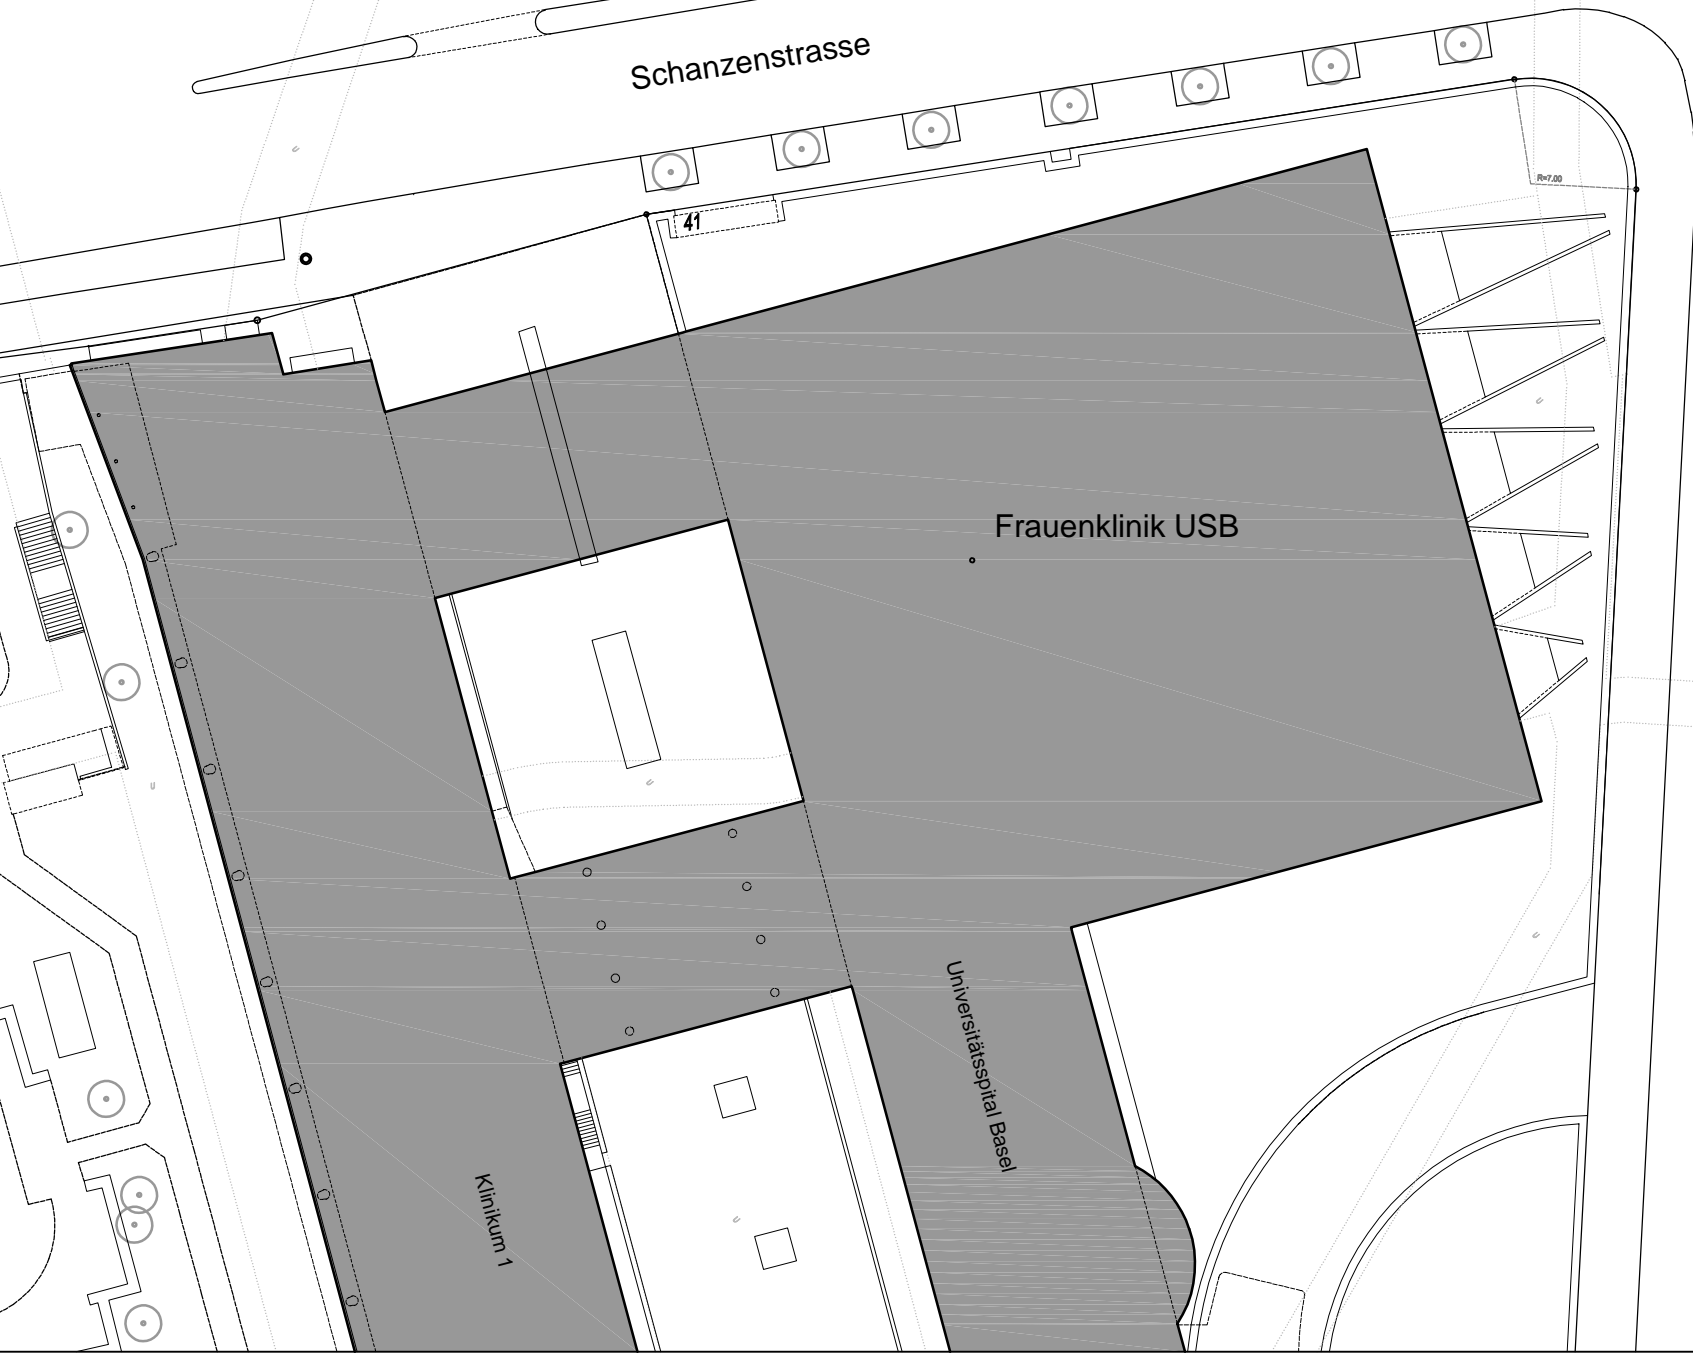 Schanzenstrasse
R=7.00
41
Frauenklinik USB
Universitätsspital Basel
Klinikum 1